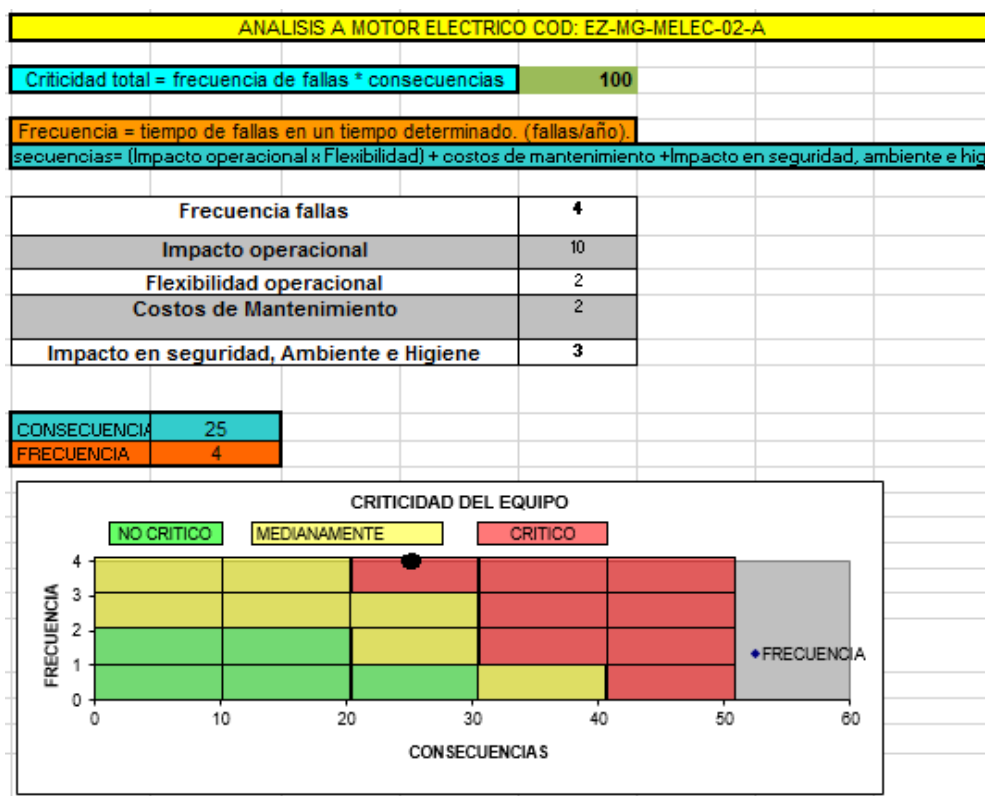 ANALISIS A MOTOR ELECTRICO COD: EZ-MG-MELEC-02-A
Criticidad total = frecuencia de fallas * consecuencias 100
Frecuencia = tiempo de fallas en un tiempo determinado. (fallas/año).
secuencias= (Impacto operacional x Flexibilidad) + costos de mantenimiento +Impacto en seguridad, ambiente e hig
Frecuencia fallas 4
Impacto operacional 10
Flexibilidad operacional 2
Costos de Mantenimiento 2
Impacto en seguridad, Ambiente e Higiene 3
CONSECUENCIA 25
FRECUENCIA 4
CRITICIDAD DEL EQUIPO
NO CRITICO MEDIANAMENTE CRITICO
4
3
2
1
0
FRECUENCIA
FRECUENCIA
0 10 20 30 40 50 60
CONSECUENCIAS